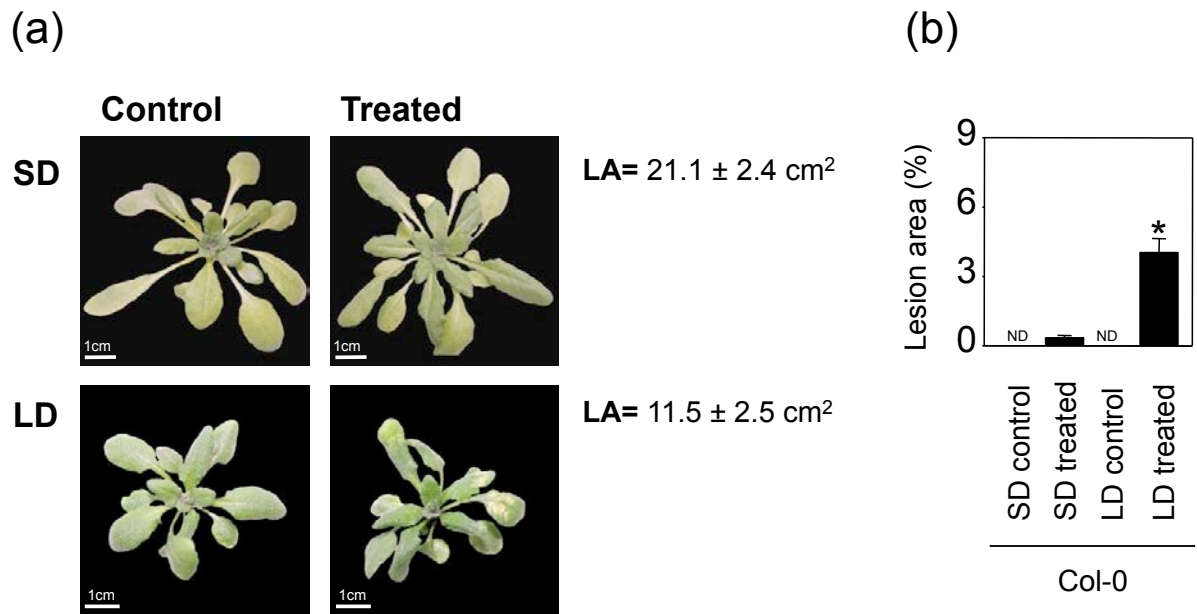 (a)
Control Treated
SD
LA= 21.1 ± 2.4 cm²
1cm 1cm
LD
LA= 11.5 ± 2.5 cm²
1cm 1cm
(b)
Lesion area (%)
9
6
3
0
*
ND ND
SD control
SD treated
LD control
LD treated
Col-0